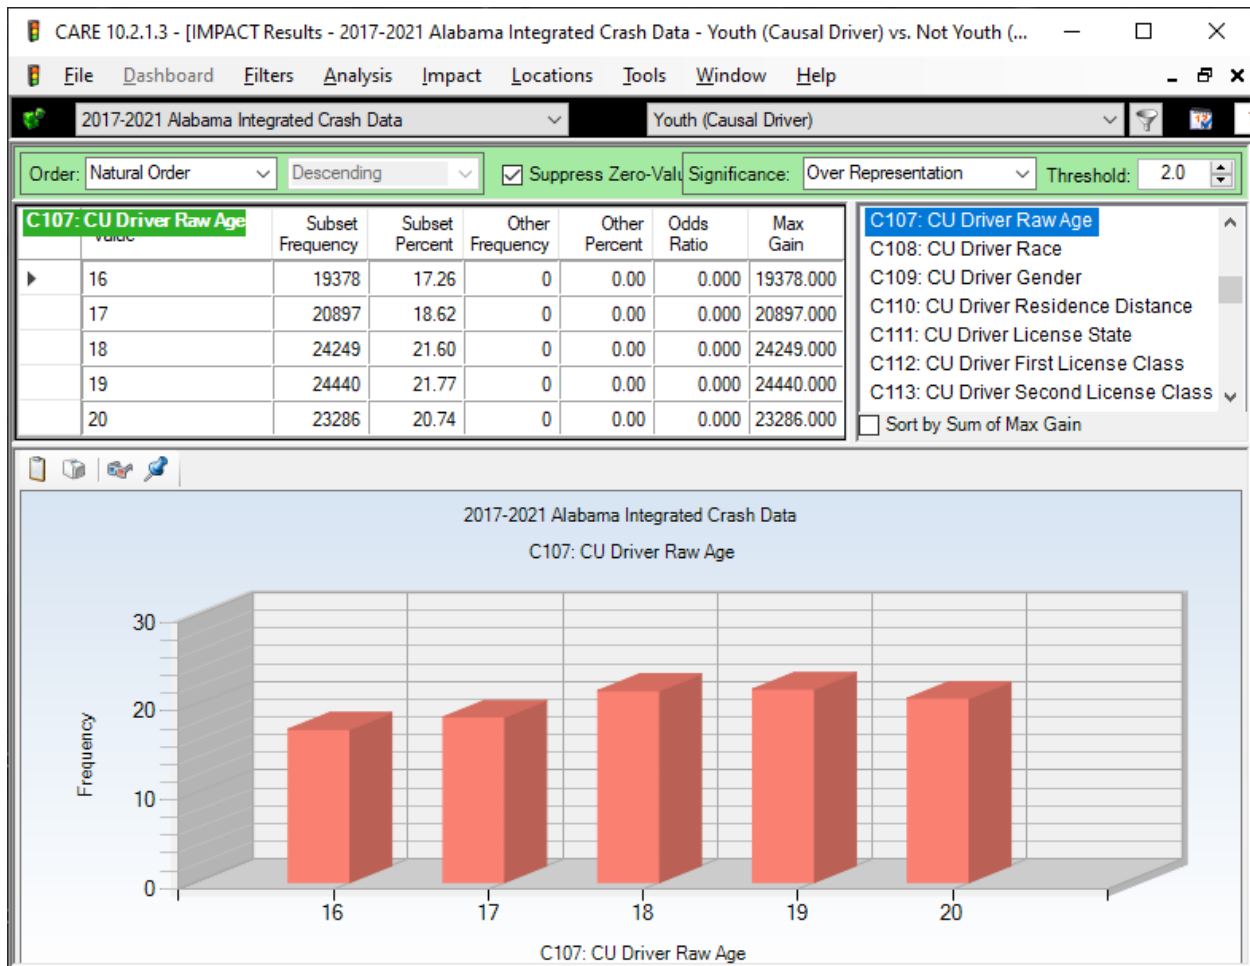 CARE 10.2.1.3 - [IMPACT Results - 2017-2021 Alabama Integrated Crash Data - Youth (Causal Driver) vs. Not Youth (...
File Dashboard Filters Analysis Impact Locations Tools Window Help
2017-2021 Alabama Integrated Crash Data Youth (Causal Driver)
Order: Natural Order Descending Suppress Zero-Valu Significance: Over Representation Threshold: 2.0
C107: CU Driver Raw Age Subset Frequency Subset Percent Other Frequency Other Percent Odds Ratio Max Gain
16 19378 17.26 0 0.00 0.000 19378.000
17 20897 18.62 0 0.00 0.000 20897.000
18 24249 21.60 0 0.00 0.000 24249.000
19 24440 21.77 0 0.00 0.000 24440.000
20 23286 20.74 0 0.00 0.000 23286.000
C107: CU Driver Raw Age
C108: CU Driver Race
C109: CU Driver Gender
C110: CU Driver Residence Distance
C111: CU Driver License State
C112: CU Driver First License Class
C113: CU Driver Second License Class
Sort by Sum of Max Gain
2017-2021 Alabama Integrated Crash Data
C107: CU Driver Raw Age
Frequency
30
20
10
0
16 17 18 19 20
C107: CU Driver Raw Age